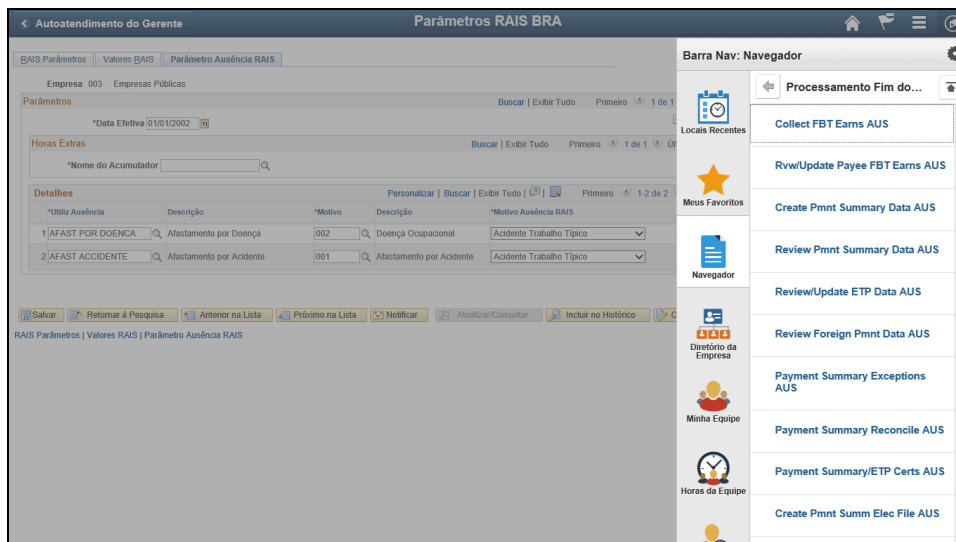 Autoatendimento do Gerente
Parâmetros RAIS BRA
RAIS Parâmetros
Valores RAIS
Parâmetro Ausência RAIS
Empresa 003 Empresas Públicas
Parâmetros
Buscar | Exibir Tudo Primeiro 1 de 1
*Data Efetiva 01/01/2002
Horas Extras
Buscar | Exibir Tudo Primeiro 1 de 1
*Nome do Acumulador
Detalhes
Personalizar | Buscar | Exibir Tudo | Primeiro 1-2 de 2
*Utiliz Ausência Descrição *Motivo Descrição *Motivo Ausência RAIS
1 AFAST POR DOENCA Afastamento por Doença 002 Doença Ocupacional Acidente Trabalho Típico
2 AFAST ACCIDENTE Afastamento por Acidente 001 Afastamento por Acidente Acidente Trabalho Típico
Salvar
Retornar à Pesquisa
Anterior na Lista
Próximo na Lista
Notificar
Atualizar/Consultar
Incluir no Histórico
RAIS Parâmetros | Valores RAIS | Parâmetro Ausência RAIS
Barra Nav: Navegador
Locais Recentes
Meus Favoritos
Navegador
Diretório da
Empresa
Minha Equipe
Horas da Equipe
Processamento Fim do...
Collect FBT Earns AUS
Rvw/Update Payee FBT Earns AUS
Create Pmnt Summary Data AUS
Review Pmnt Summary Data AUS
Review/Update ETP Data AUS
Review Foreign Pmnt Data AUS
Payment Summary Exceptions
AUS
Payment Summary Reconcile AUS
Payment Summary/ETP Certs AUS
Create Pmnt Summ Elec File AUS